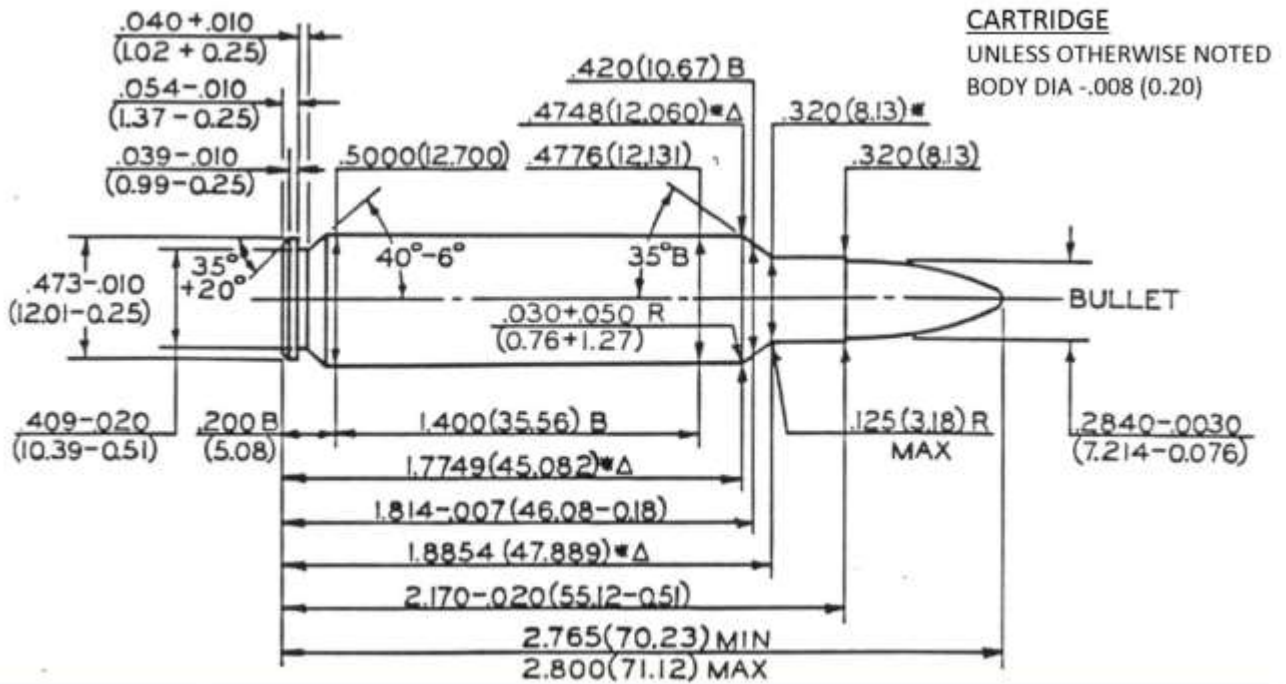 CARTRIDGE
UNLESS OTHERWISE NOTED
BODY DIA -.008 (0.20)
.040+.010
(1.02 + 0.25)
.054-.010
(1.37 - 0.25)
.039-.010
(0.99-0.25)
.420(10.67) B
.4748(12.060)*Δ
.320(8.13)*
.5000(12.700)
.4776(12.131)
.320(8.13)
35°
+20°
40°-6°
35°B
.473-.010
(12.01-0.25)
.030+.050 R
(0.76+1.27)
BULLET
.409-.020
(10.39-0.51)
.200 B
(5.08)
1.400(35.56) B
.125(3.18) R
MAX
.2840-.0030
(7.214-0.076)
1.7749(45.082)*Δ
1.814-.007(46.08-0.18)
1.8854(47.889)*Δ
2.170-.020(55.12-0.51)
2.765(70.23) MIN
2.800(71.12) MAX